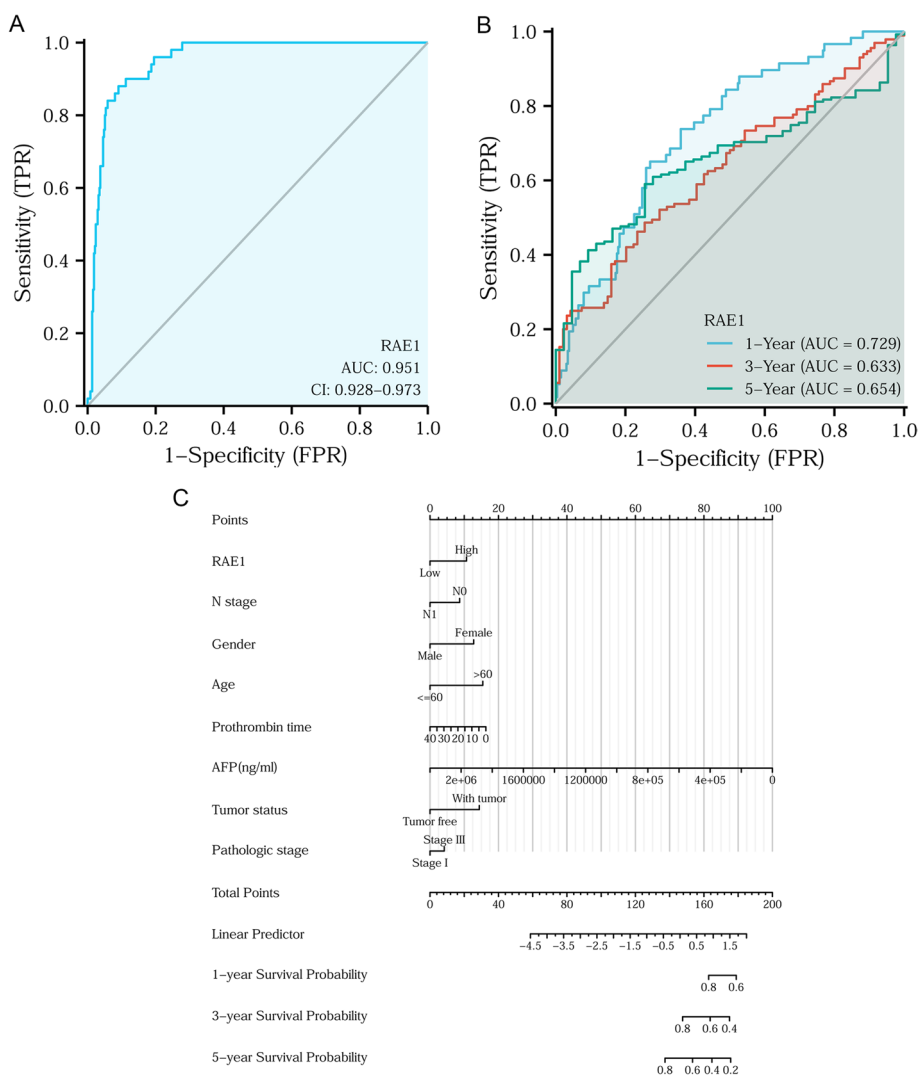 A
Sensitivity (TPR)
1.0
0.8
0.6
0.4
0.2
0.0
RAE1
AUC: 0.951
CI: 0.928–0.973
0.0 0.2 0.4 0.6 0.8 1.0
1–Specificity (FPR)
B
Sensitivity (TPR)
1.0
0.8
0.6
0.4
0.2
0.0
RAE1
1–Year (AUC = 0.729)
3–Year (AUC = 0.633)
5–Year (AUC = 0.654)
0.0 0.2 0.4 0.6 0.8 1.0
1–Specificity (FPR)
C
0 20 40 60 80 100
Points
High
RAE1
Low
N0
N stage
N1
Female
Gender
Male
>60
Age
<=60
Prothrombin time
40 30 20 10 0
AFP(ng/ml)
2e+06 1600000 1200000 8e+05 4e+05 0
With tumor
Tumor status
Tumor free
Stage III
Pathologic stage
Stage I
Total Points
0 40 80 120 160 200
Linear Predictor
−4.5 −3.5 −2.5 −1.5 −0.5 0.5 1.5
1–year Survival Probability
0.8 0.6
3–year Survival Probability
0.8 0.6 0.4
5–year Survival Probability
0.8 0.6 0.4 0.2